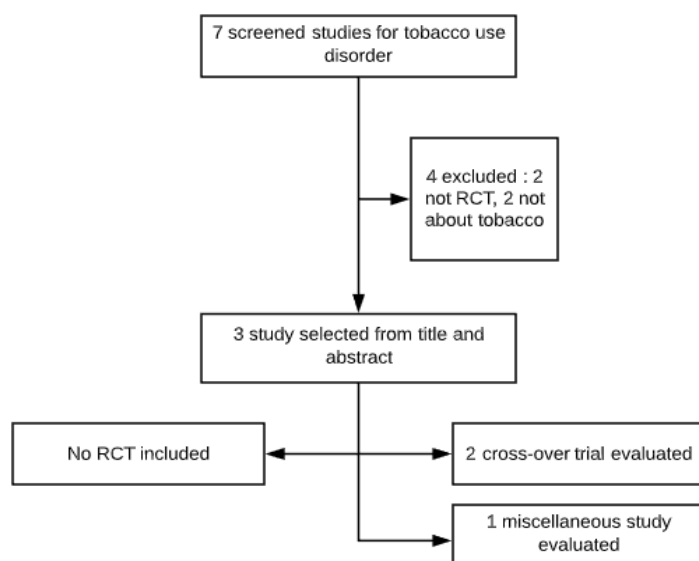 7 screened studies for tobacco use
disorder
4 excluded : 2
not RCT, 2 not
about tobacco
3 study selected from title and
abstract
No RCT included
2 cross-over trial evaluated
1 miscellaneous study
evaluated